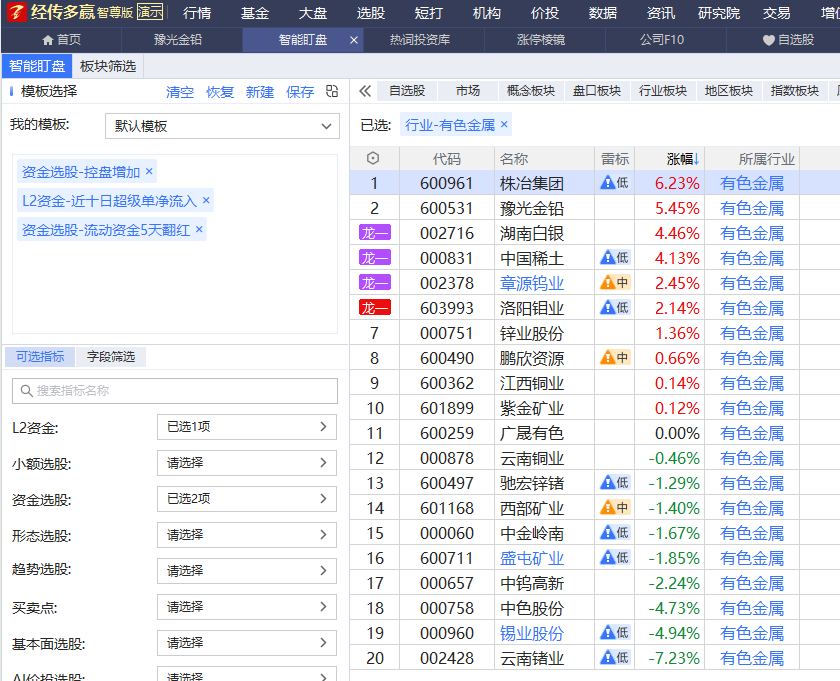 经传多赢 智尊版 演示 行情 基金 大盘 选股 短打 机构 价投 数据 资讯 研究院 交易
首页 豫光金铅 智能盯盘 × 热词投资库 涨停棱镜 公司F10 自选股
智能盯盘 板块筛选
模板选择 清空 恢复 新建 保存
自选股 市场 概念板块 盘口板块 行业板块 地区板块 指数板块
我的模板: 默认模板
已选: 行业-有色金属 ×
资金选股-控盘增加 ×
L2资金-近十日超级单净流入 ×
资金选股-流动资金5天翻红 ×
可选指标 字段筛选
搜索指标名称
L2资金: 已选1项
小额选股: 请选择
资金选股: 已选2项
形态选股: 请选择
趋势选股: 请选择
买卖点: 请选择
基本面选股: 请选择
AI价投选股: 请选择
代码 名称 雷标 涨幅↓ 所属行业
1 600961 株冶集团 低 6.23% 有色金属
2 600531 豫光金铅 5.45% 有色金属
龙一 002716 湖南白银 4.46% 有色金属
龙一 000831 中国稀土 低 4.13% 有色金属
龙一 002378 章源钨业 中 2.45% 有色金属
龙一 603993 洛阳钼业 低 2.14% 有色金属
7 000751 锌业股份 1.36% 有色金属
8 600490 鹏欣资源 中 0.66% 有色金属
9 600362 江西铜业 0.14% 有色金属
10 601899 紫金矿业 0.12% 有色金属
11 600259 广晟有色 0.00% 有色金属
12 000878 云南铜业 -0.46% 有色金属
13 600497 驰宏锌锗 低 -1.29% 有色金属
14 601168 西部矿业 中 -1.40% 有色金属
15 000060 中金岭南 低 -1.67% 有色金属
16 600711 盛屯矿业 低 -1.85% 有色金属
17 000657 中钨高新 -2.24% 有色金属
18 000758 中色股份 -4.73% 有色金属
19 000960 锡业股份 低 -4.94% 有色金属
20 002428 云南锗业 低 -7.23% 有色金属